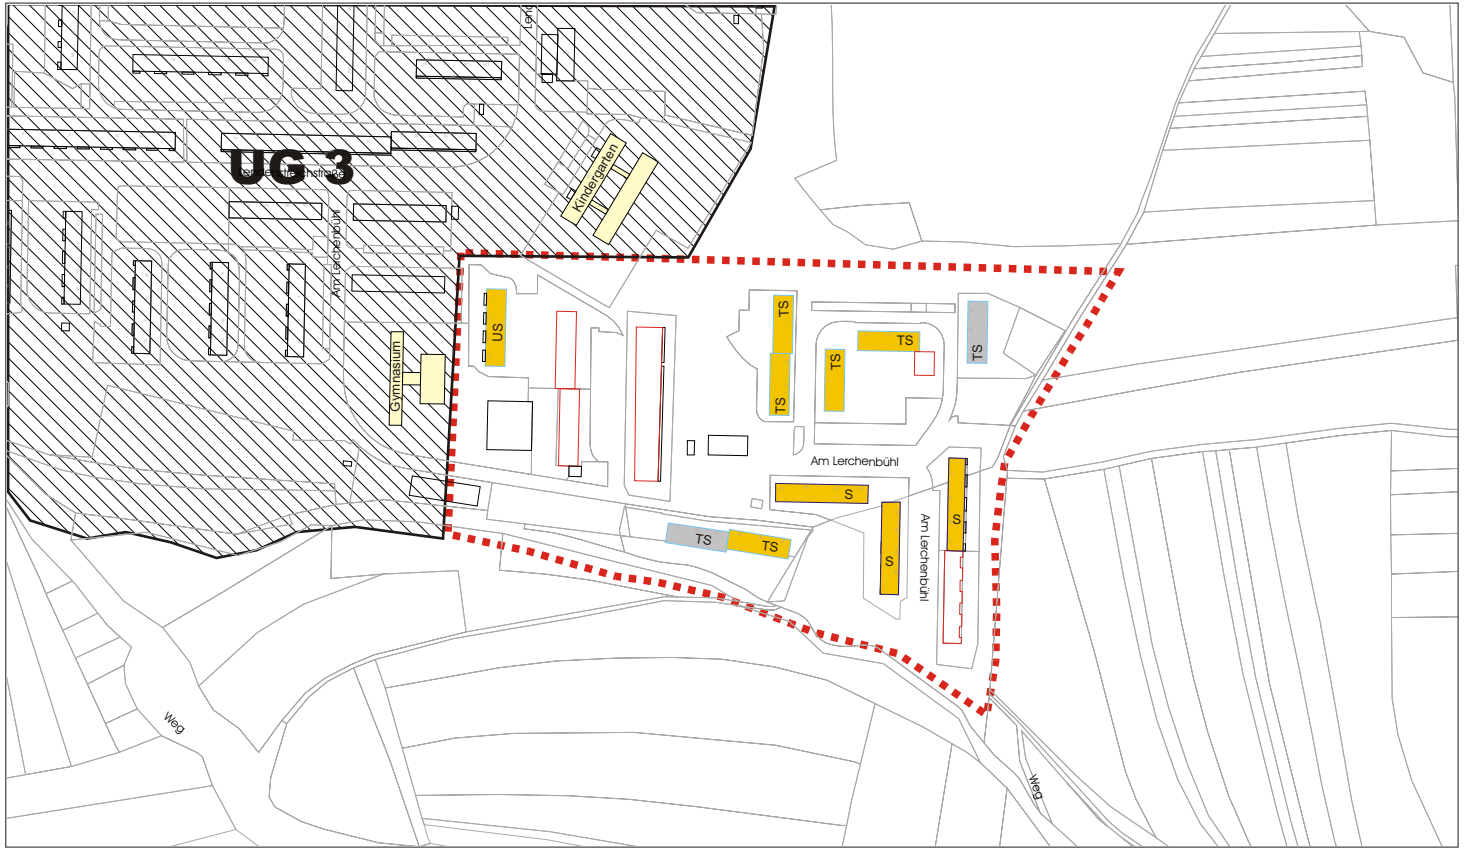 UG 3
Am Lerchenbühl
Kindergarten
Gymnasium
US
TS
TS
TS
TS
TS
Am Lerchenbühl
S
S
S
Am Lerchenbühl
TS
TS
Weg
Weg